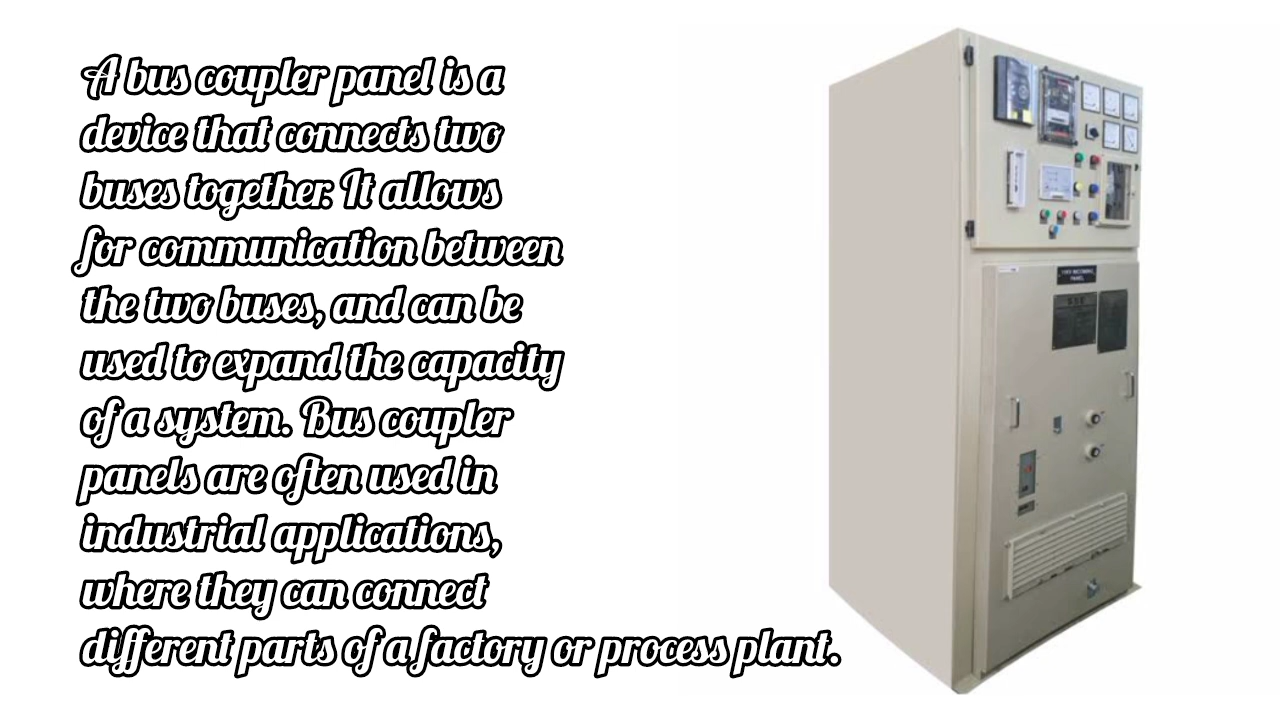 A bus coupler panel is a
device that connects two
buses together. It allows
for communication between
the two buses, and can be
used to expand the capacity
of a system. Bus coupler
panels are often used in
industrial applications,
where they can connect
different parts of a factory or process plant.
PANEL